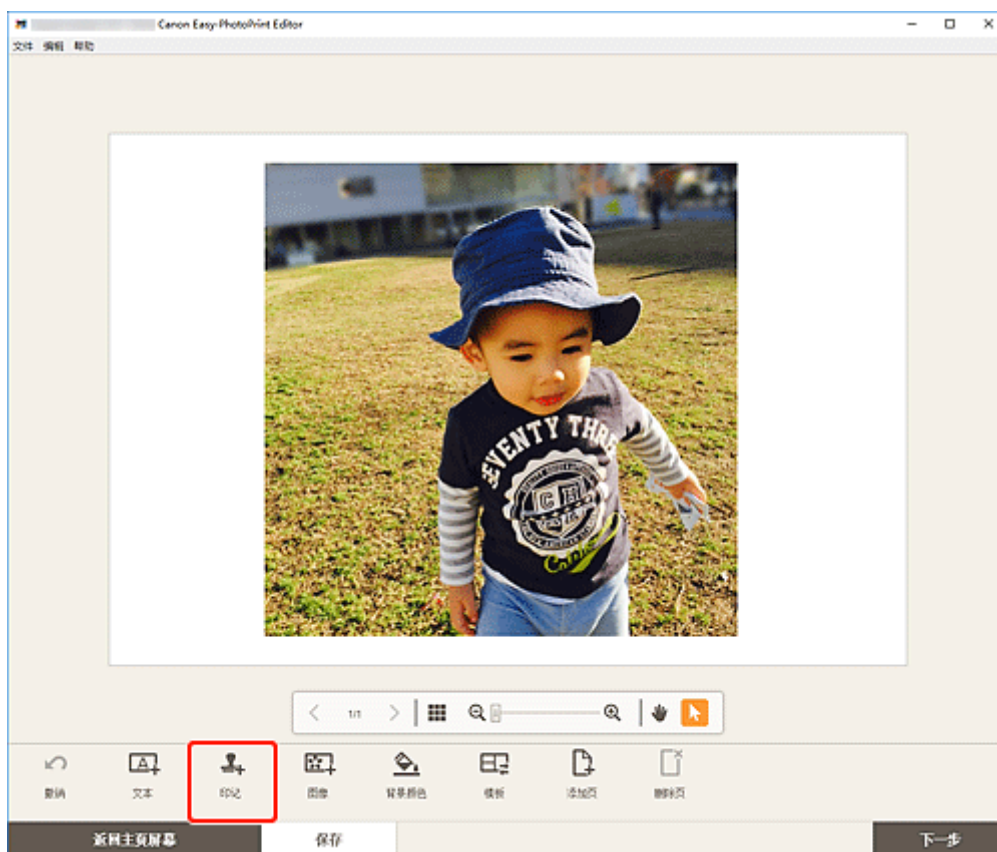 Canon Easy-PhotoPrint Editor
文件 编辑 帮助
SEVENTY THREE
1/1
撤销 文本 印记 图像 背景颜色 模板 添加页 删除页
返回主页屏幕 保存 下一步